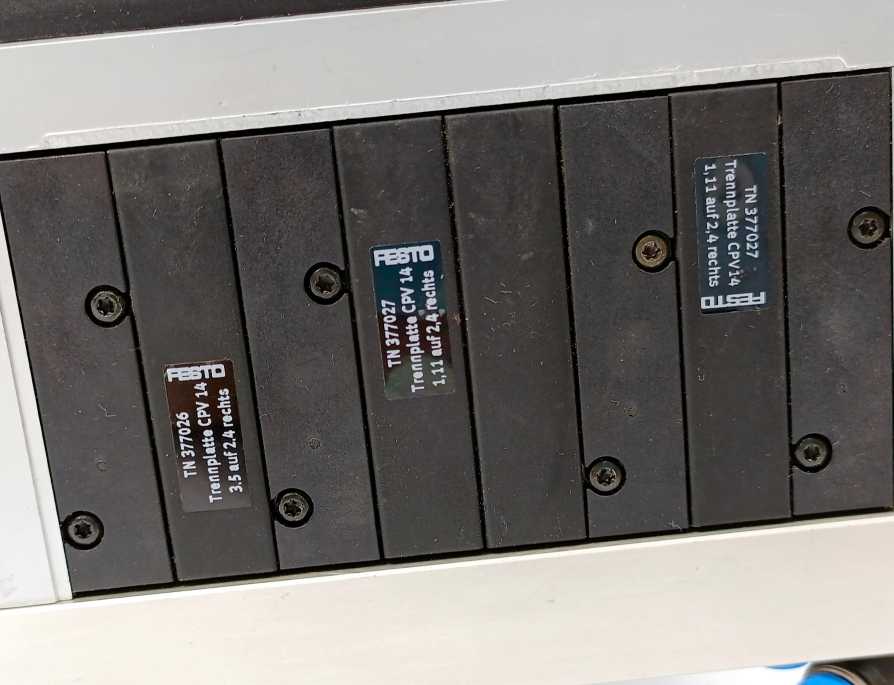 FESTO
TN 377026
Trennplatte CPV 14
3.5 auf 2.4 rechts
FESTO
TN 377027
Trennplatte CPV 14
1,11 auf 2,4 rechts
TN 377027
Trennplatte CPV14
1,11 auf 2,4 rechts
FESTO